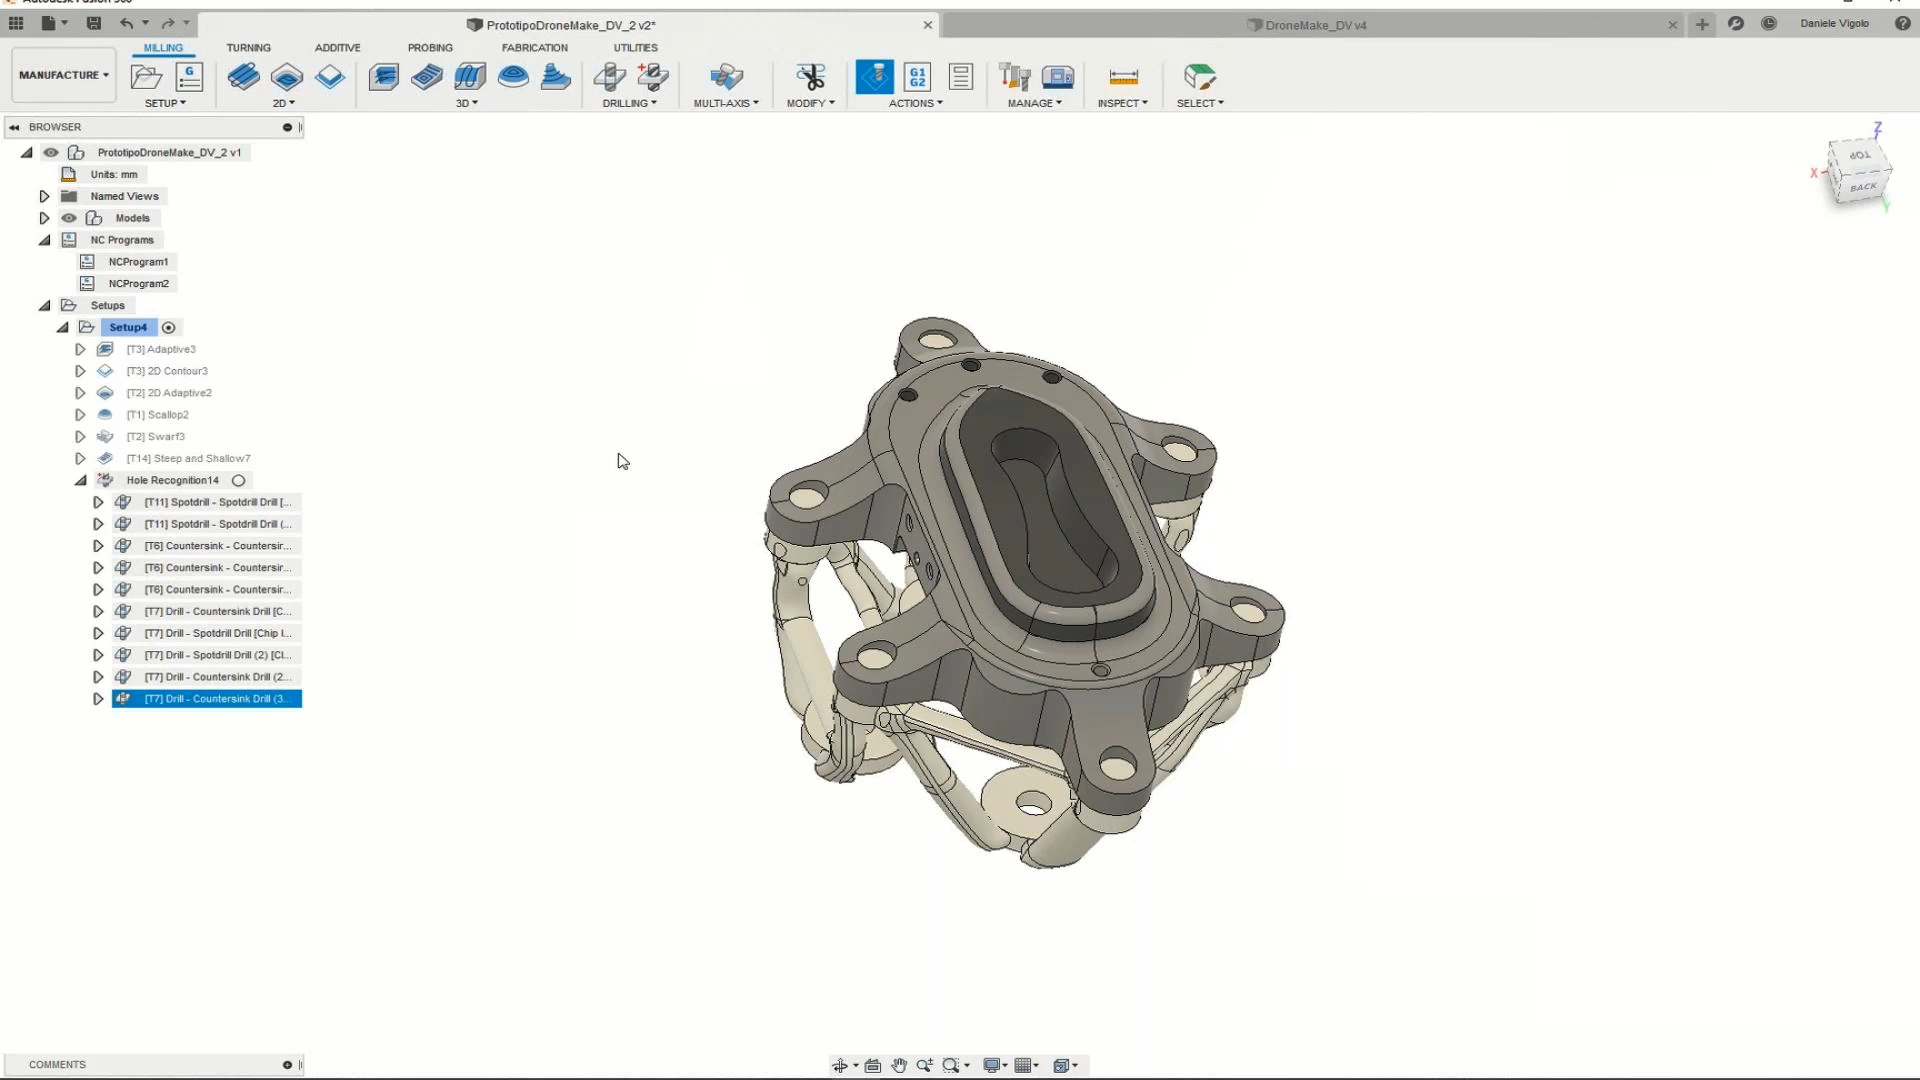 Autodesk Fusion 360
PrototipoDroneMake_DV_2 v2*
DroneMake_DV v4
Daniele Vigolo
MILLING
TURNING
ADDITIVE
PROBING
FABRICATION
UTILITIES
MANUFACTURE
G
G1
G2
SETUP
2D
3D
DRILLING
MULTI-AXIS
MODIFY
ACTIONS
MANAGE
INSPECT
SELECT
BROWSER
PrototipoDroneMake_DV_2 v1
Units: mm
Named Views
Models
NC Programs
NCProgram1
NCProgram2
Setups
Setup4
[T3] Adaptive3
[T3] 2D Contour3
[T2] 2D Adaptive2
[T1] Scallop2
[T2] Swarf3
[T14] Steep and Shallow7
Hole Recognition14
[T11] Spotdrill - Spotdrill Drill [...
[T11] Spotdrill - Spotdrill Drill (...
[T6] Countersink - Countersir...
[T6] Countersink - Countersir...
[T6] Countersink - Countersir...
[T7] Drill - Countersink Drill [C...
[T7] Drill - Spotdrill Drill [Chip I...
[T7] Drill - Spotdrill Drill (2) [Cl...
[T7] Drill - Countersink Drill (2...
[T7] Drill - Countersink Drill (3...
Z
TOP
X
BACK
Y
COMMENTS